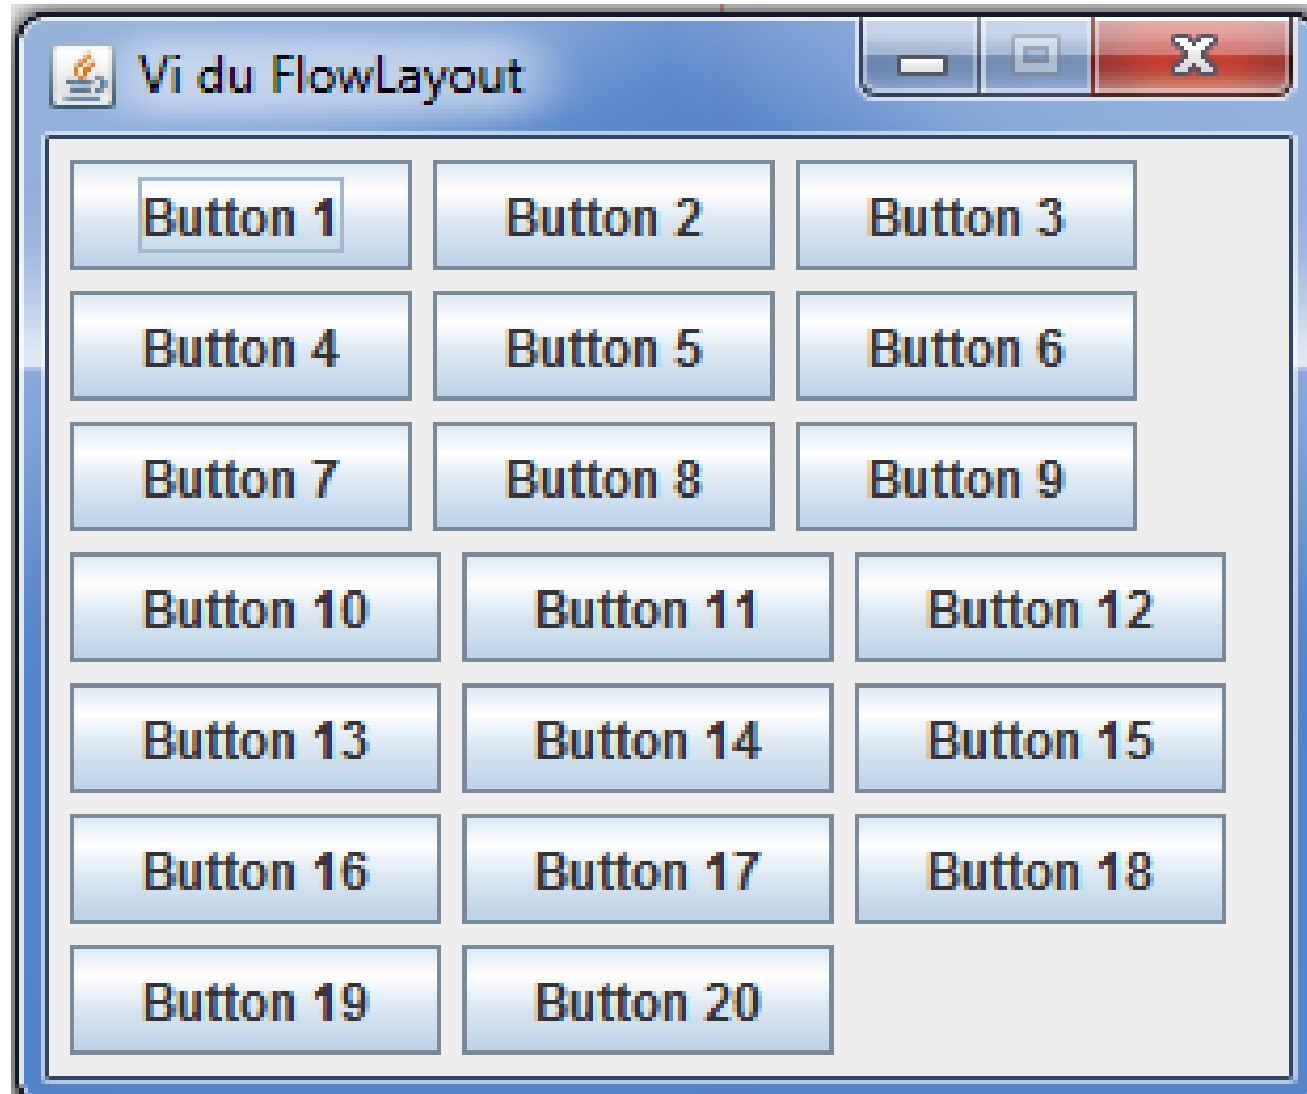 Vi du FlowLayout
Button 1 Button 2 Button 3
Button 4 Button 5 Button 6
Button 7 Button 8 Button 9
Button 10 Button 11 Button 12
Button 13 Button 14 Button 15
Button 16 Button 17 Button 18
Button 19 Button 20